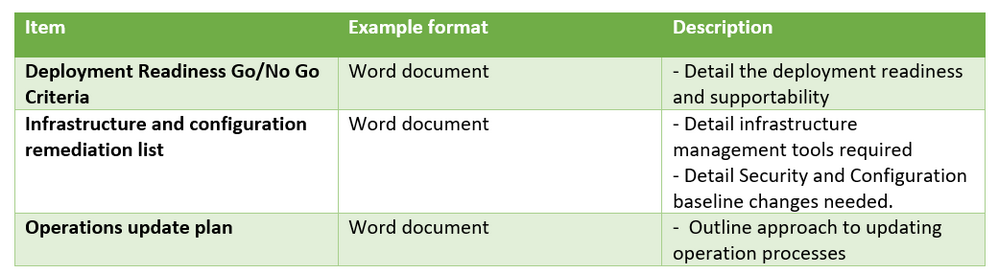 Item Example format Description
Deployment Readiness Go/No Go Word document - Detail the deployment readiness
Criteria and supportability
Infrastructure and configuration Word document - Detail infrastructure
remediation list management tools required
- Detail Security and Configuration
baseline changes needed.
Operations update plan Word document - Outline approach to updating
operation processes